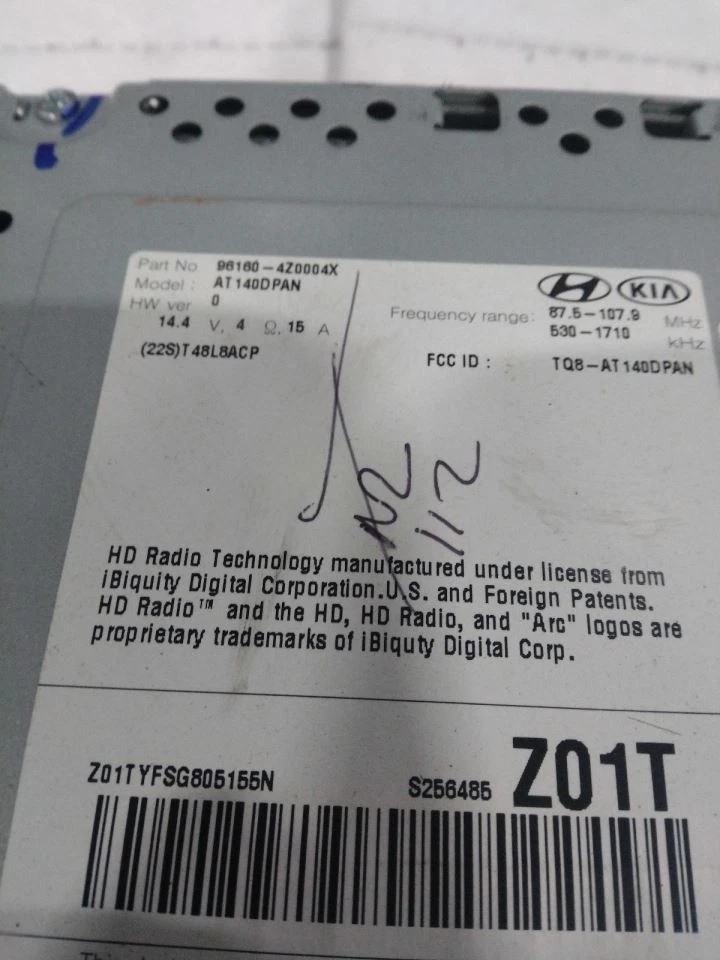 Part No 96160-4Z0004X
Model: AT140DPAN
HW ver 0
14.4 V, 4 Ω, 15 A
(22S)T48L8ACP
KIA
Frequency range: 87.5-107.9 MHz
530-1710 kHz
FCC ID : TQ8-AT140DPAN
112
HD Radio Technology manufactured under license from
iBiquity Digital Corporation.U.S. and Foreign Patents.
HD Radio™ and the HD, HD Radio, and "Arc" logos are
proprietary trademarks of iBiquty Digital Corp.
Z01TYFSG805155N S256485 Z01T